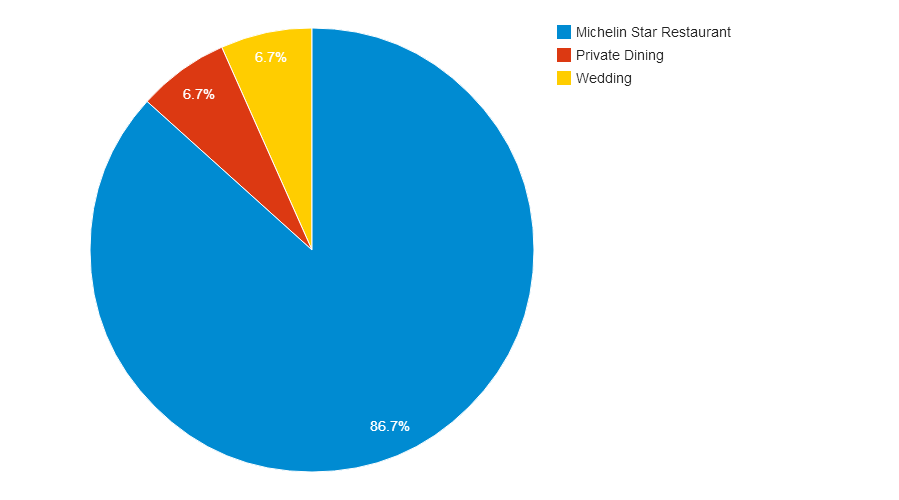 Michelin Star Restaurant
Private Dining
Wedding
6.7%
6.7%
86.7%